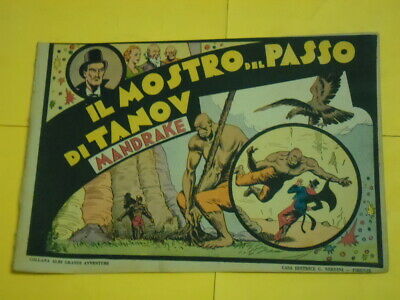 IL MOSTRO DEL PASSO
DI TANOV
MANDRAKE
COLLANA ALBI GRANDI AVVENTURE
CASA EDITRICE G. NERBINI - FIRENZE